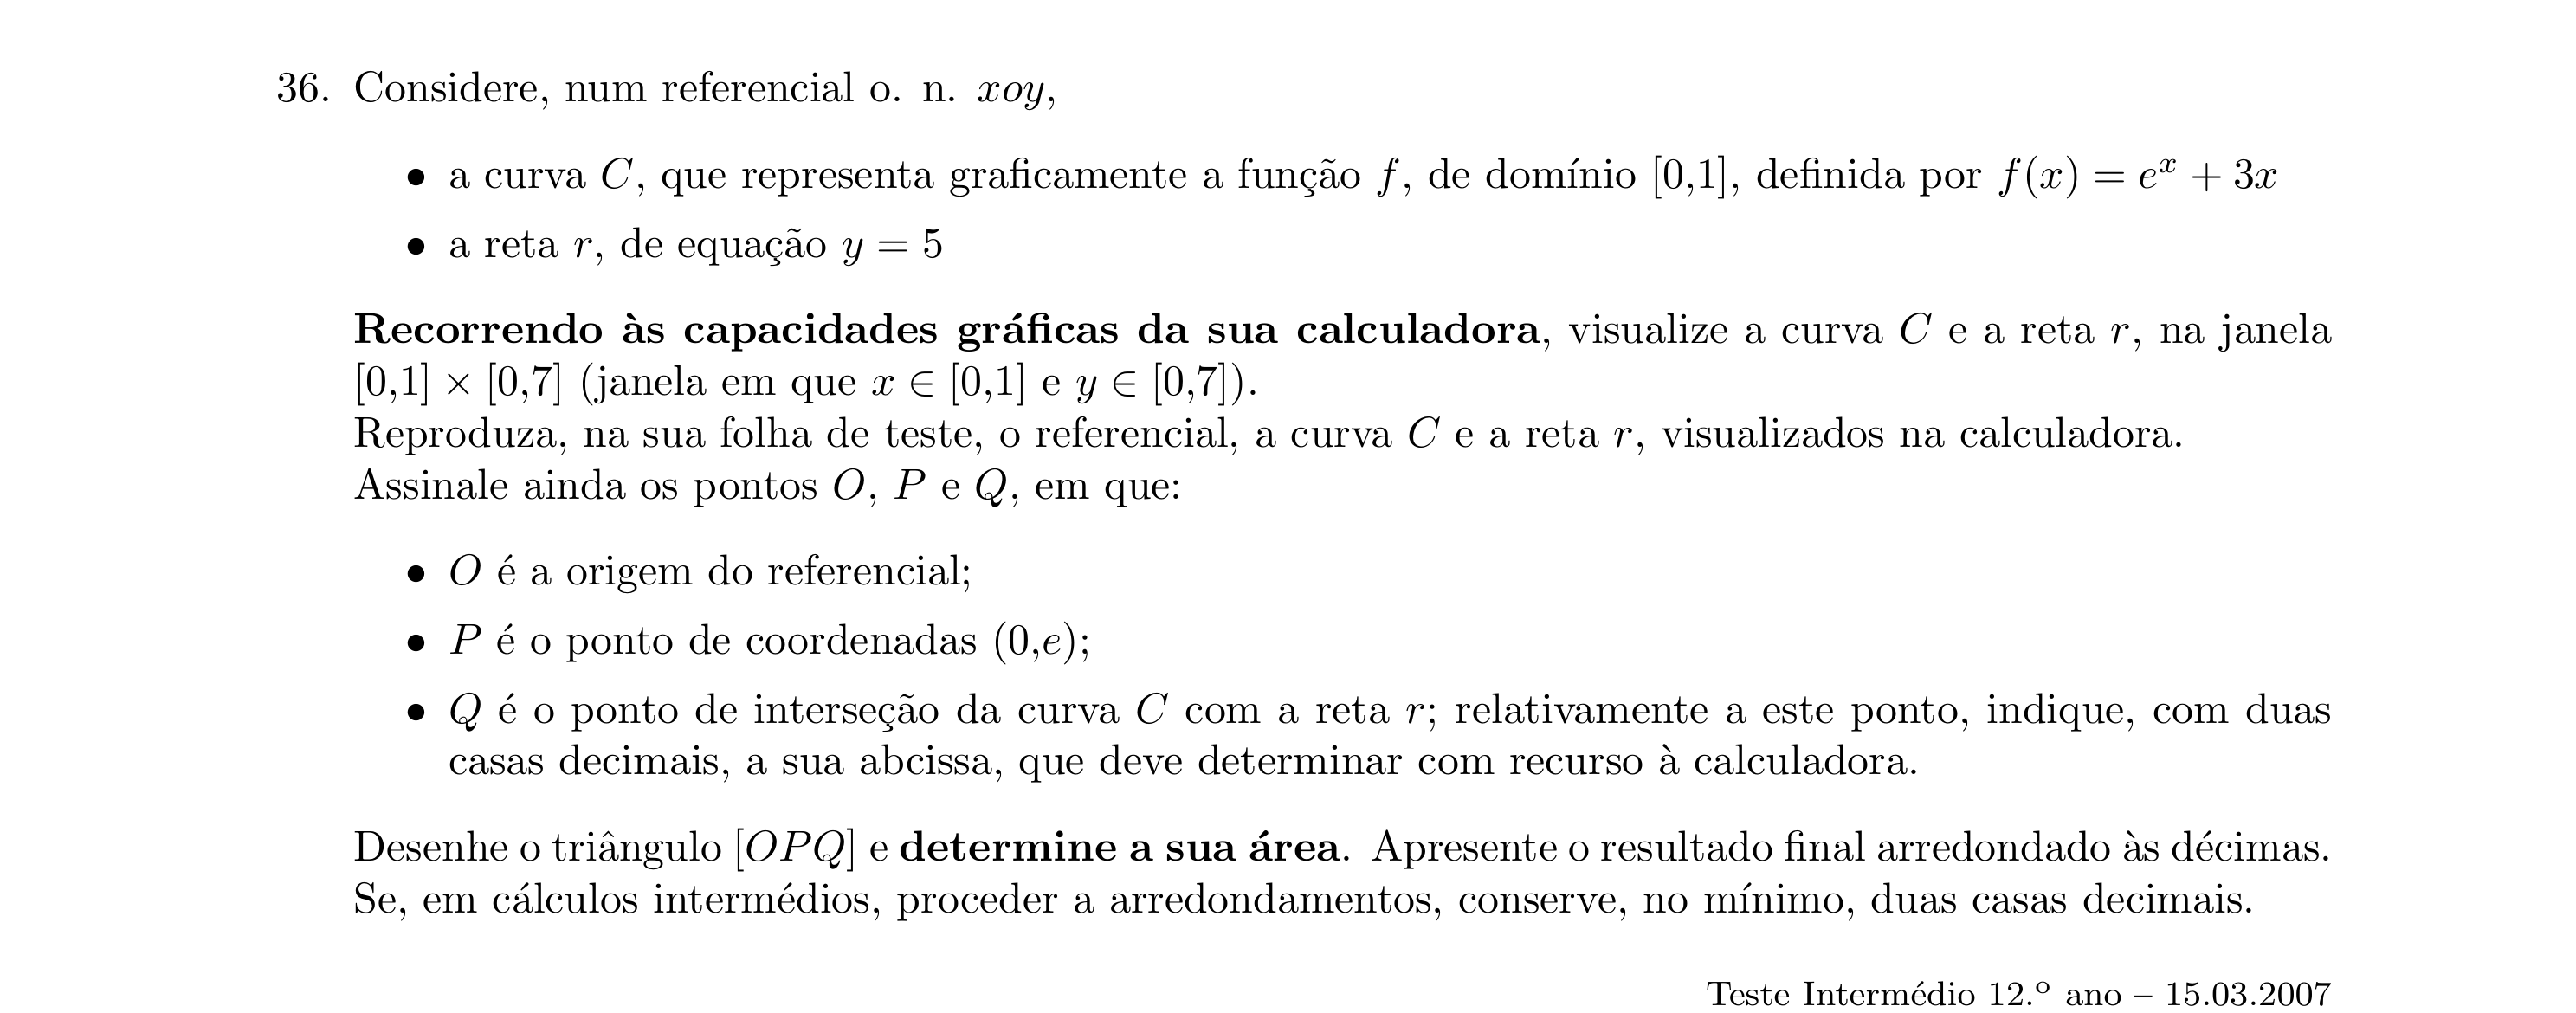 36. Considere, num referencial o. n. xoy,
• a curva C, que representa graficamente a função f, de domínio [0,1], definida por f(x) = eˣ + 3x
• a reta r, de equação y = 5
Recorrendo às capacidades gráficas da sua calculadora, visualize a curva C e a reta r, na janela
[0,1] × [0,7] (janela em que x ∈ [0,1] e y ∈ [0,7]).
Reproduza, na sua folha de teste, o referencial, a curva C e a reta r, visualizados na calculadora.
Assinale ainda os pontos O, P e Q, em que:
• O é a origem do referencial;
• P é o ponto de coordenadas (0,e);
• Q é o ponto de interseção da curva C com a reta r; relativamente a este ponto, indique, com duas
casas decimais, a sua abcissa, que deve determinar com recurso à calculadora.
Desenhe o triângulo [OPQ] e determine a sua área. Apresente o resultado final arredondado às décimas.
Se, em cálculos intermédios, proceder a arredondamentos, conserve, no mínimo, duas casas decimais.
Teste Intermédio 12.º ano – 15.03.2007